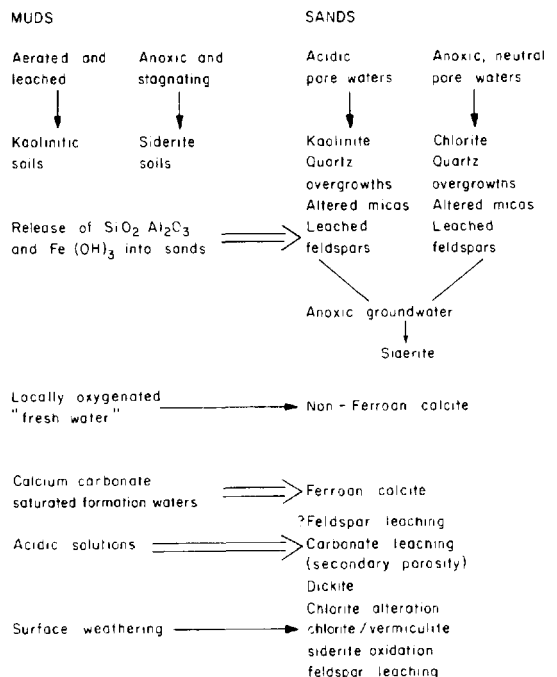 MUDS
SANDS
Aerated and
leached
Anoxic and
stagnating
Acidic
pore waters
Anoxic, neutral
pore waters
Kaolinitic
soils
Siderite
soils
Kaolinite
Quartz
overgrowths
Altered micas
Leached
feldspars
Chlorite
Quartz
overgrowths
Altered micas
Leached
feldspars
Release of SiO2 Al2O3
and Fe (OH)3 into sands
Anoxic groundwater
Siderite
Locally oxygenated
"fresh water"
Non - Ferroan calcite
Calcium carbonate
saturated formation waters
Ferroan calcite
?Feldspar leaching
Acidic solutions
Carbonate leaching
(secondary porosity)
Dickite
Chlorite alteration
Surface weathering
chlorite/vermiculite
siderite oxidation
feldspar leaching